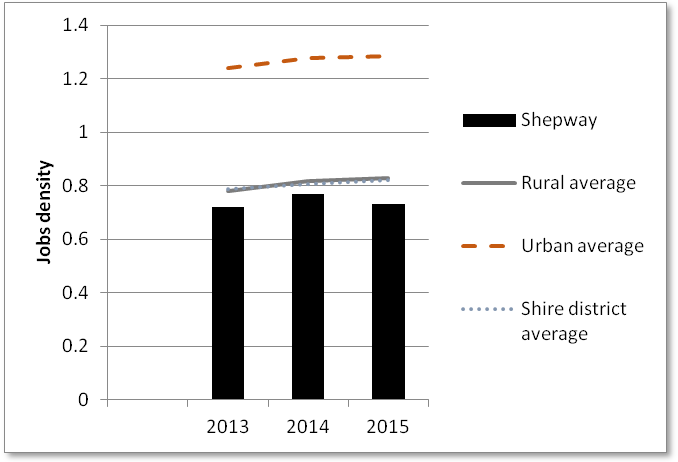 1.4
1.2
1
0.8
0.6
0.4
0.2
0
Jobs density
2013 2014 2015
Shepway
Rural average
Urban average
Shire district
average